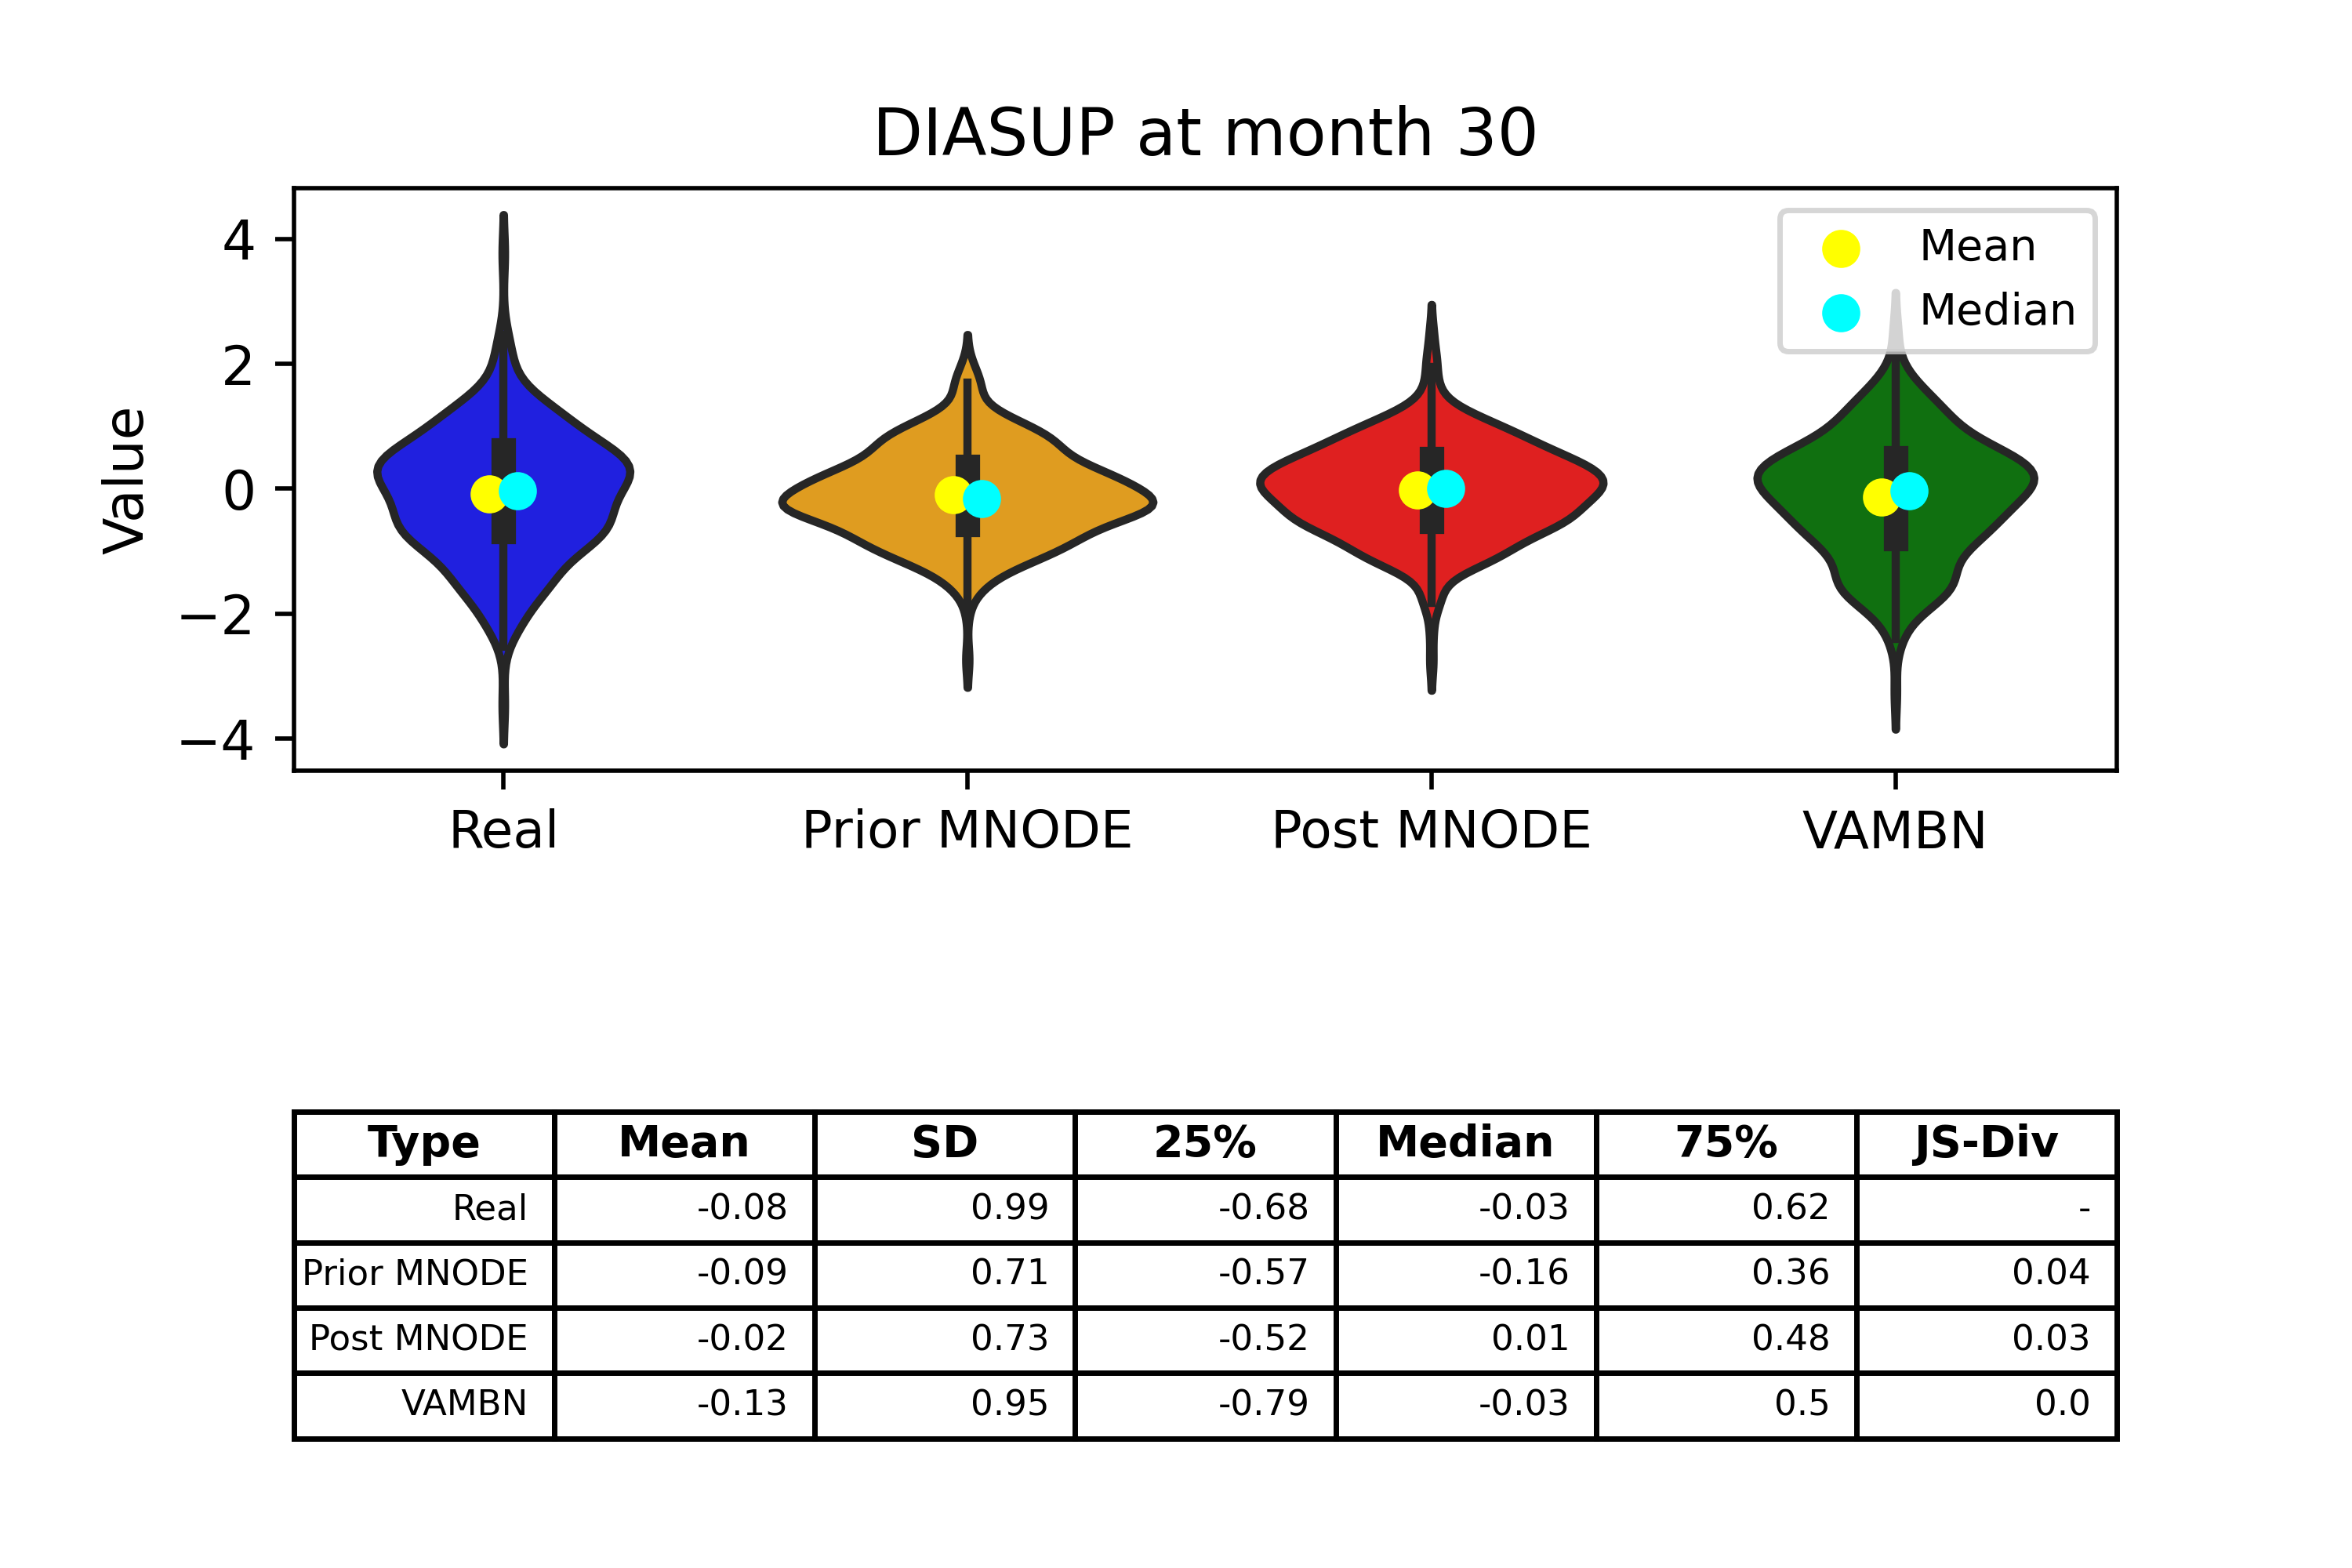 DIASUP at month 30
Value
4
2
0
−2
−4
Mean
Median
Real Prior MNODE Post MNODE VAMBN
Type Mean SD 25% Median 75% JS-Div
Real -0.08 0.99 -0.68 -0.03 0.62 -
Prior MNODE -0.09 0.71 -0.57 -0.16 0.36 0.04
Post MNODE -0.02 0.73 -0.52 0.01 0.48 0.03
VAMBN -0.13 0.95 -0.79 -0.03 0.5 0.0